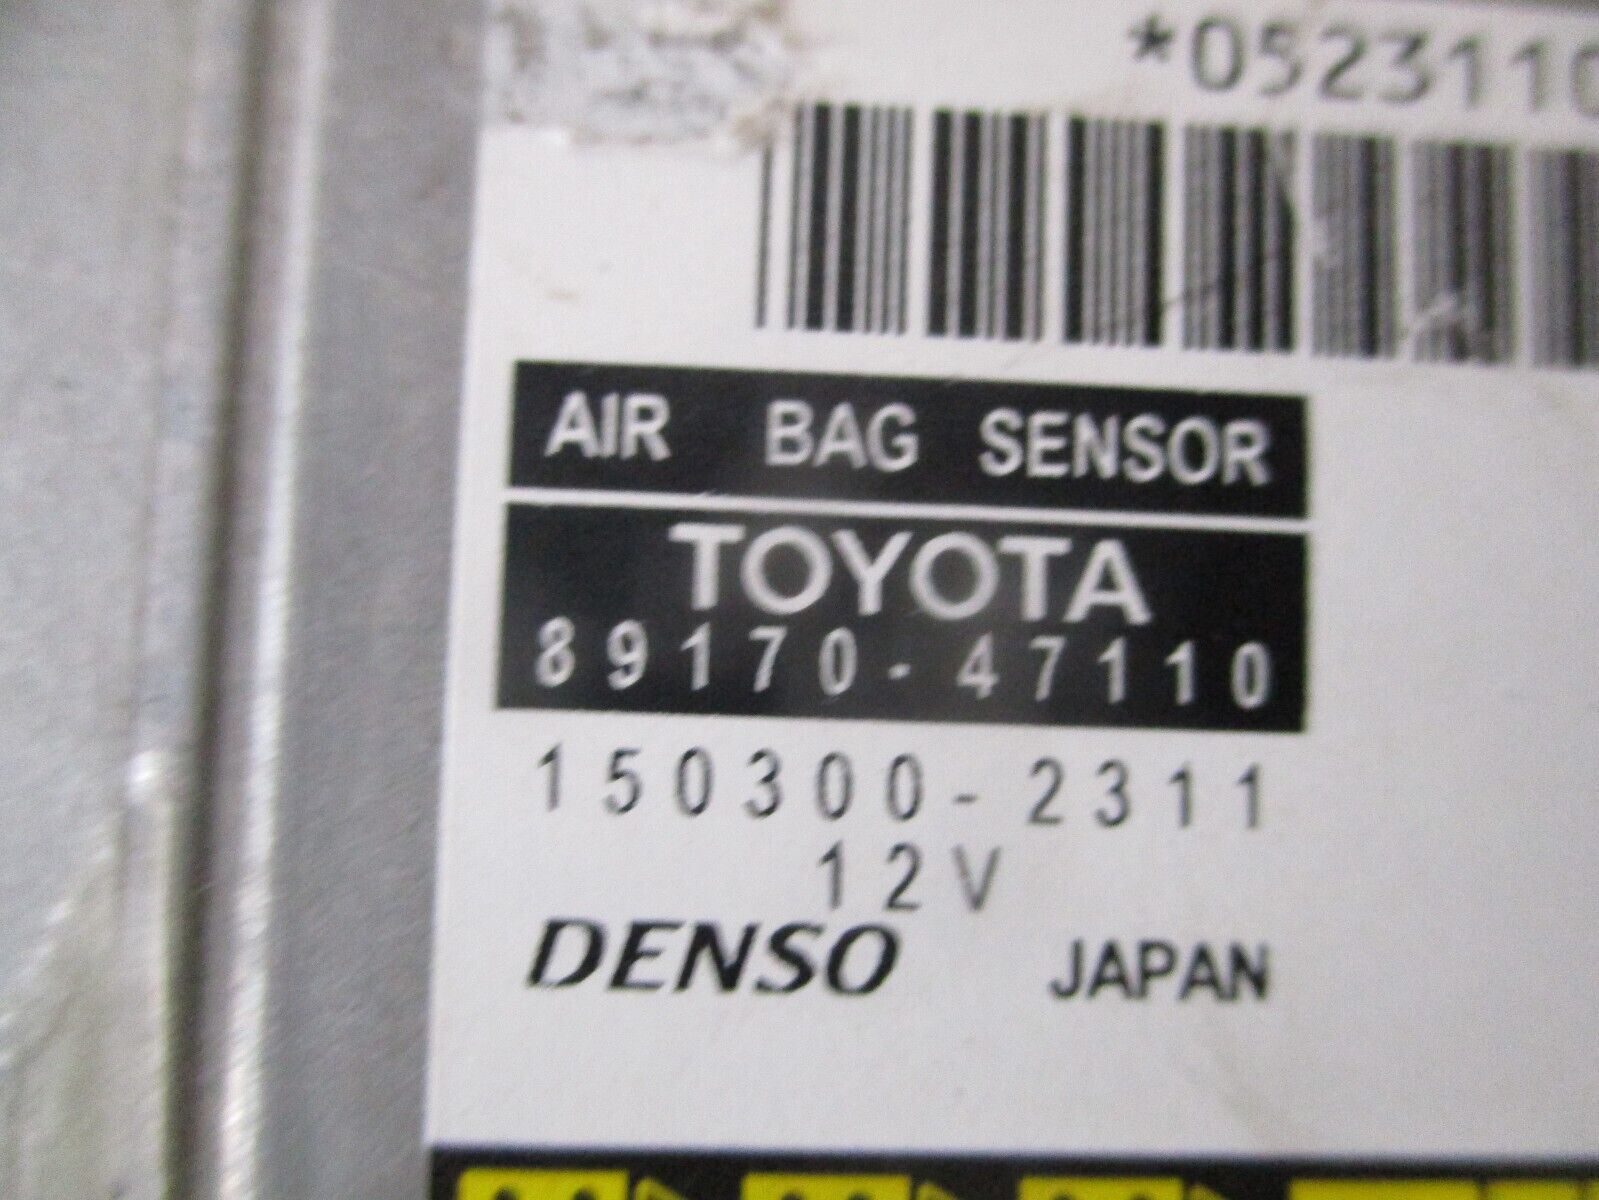 *0523110
AIR BAG SENSOR
TOYOTA
89170-47110
150300-2311
12V
DENSO JAPAN